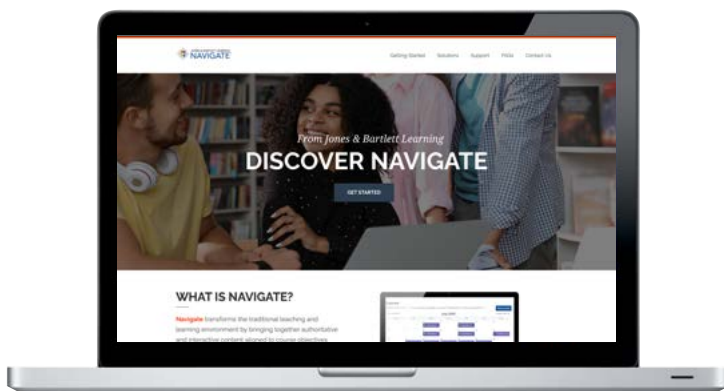 NAVIGATE
Getting Started Solutions Support FAQs Contact Us
From Jones & Bartlett Learning
DISCOVER NAVIGATE
GET STARTED
WHAT IS NAVIGATE?
Navigate transforms the traditional teaching and
learning environment by bringing together authoritative
and interactive content aligned to course objectives